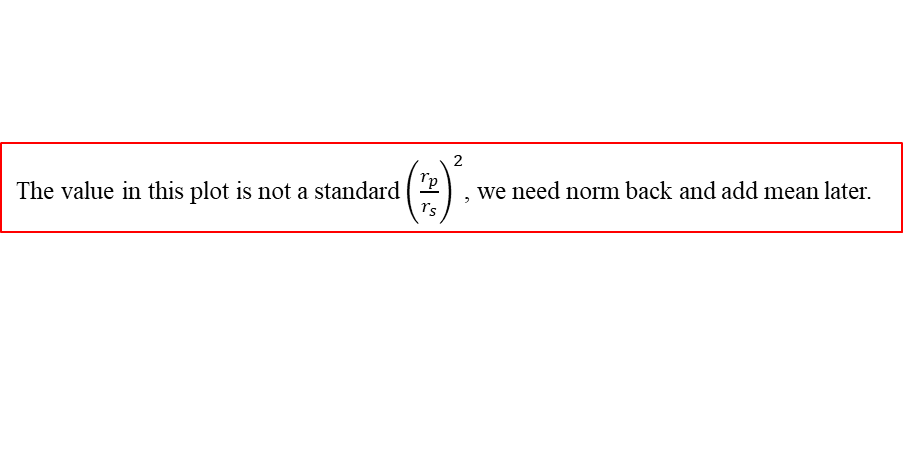 The value in this plot is not a standard (r_p/r_s)^2, we need norm back and add mean later.